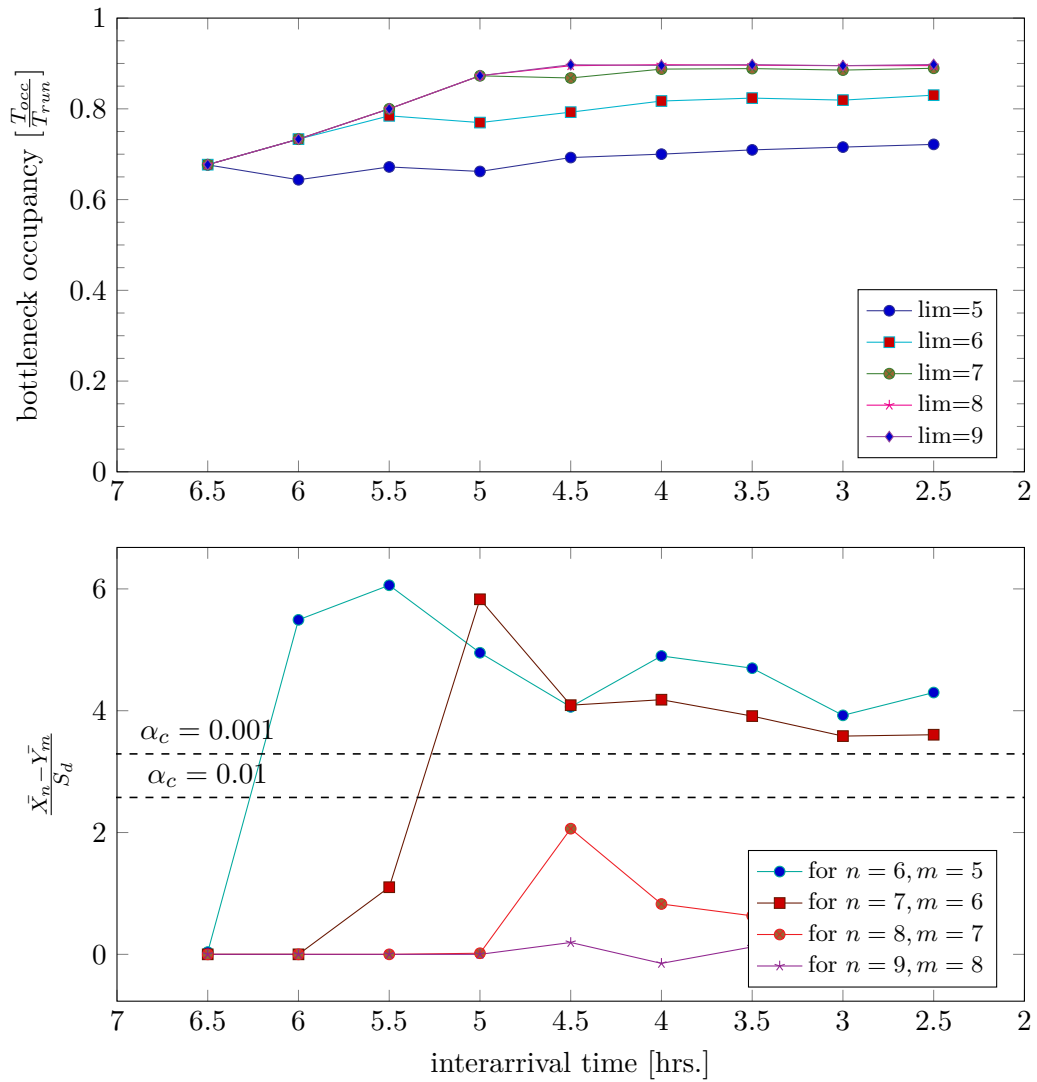 1
0.8
0.6
0.4
0.2
0
bottleneck occupancy [T_occ/T_run]
lim=5
lim=6
lim=7
lim=8
lim=9
7 6.5 6 5.5 5 4.5 4 3.5 3 2.5 2
6
4
2
0
X̄_n−Ȳ_m/S_d
α_c = 0.001
α_c = 0.01
for n = 6, m = 5
for n = 7, m = 6
for n = 8, m = 7
for n = 9, m = 8
7 6.5 6 5.5 5 4.5 4 3.5 3 2.5 2
interarrival time [hrs.]